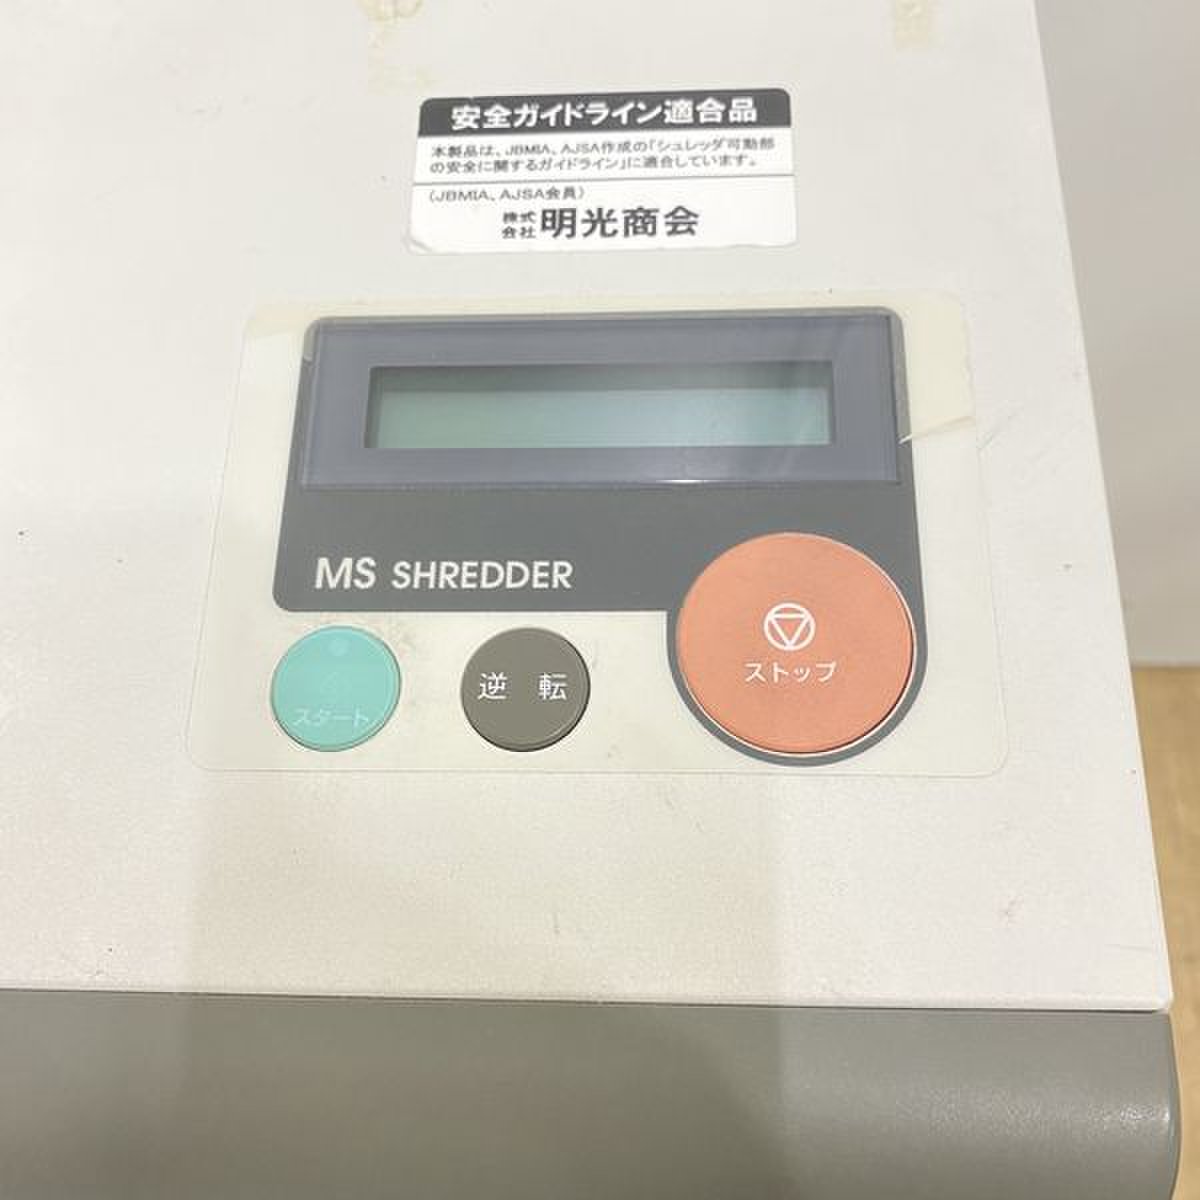 安全ガイドライン適合品
本製品は、JBMIA、AJSA作成の「シュレッダ可動部
の安全に関するガイドライン」に適合しています。
(JBMIA、AJSA会員)
株式会社 明光商会
MS SHREDDER
スタート
逆 転
ストップ